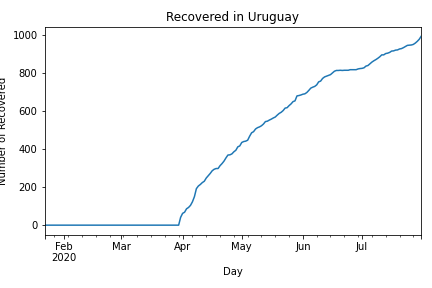 Recovered in Uruguay
Number of Recovered
1000
800
600
400
200
0
Feb
2020
Mar
Apr
May
Jun
Jul
Day